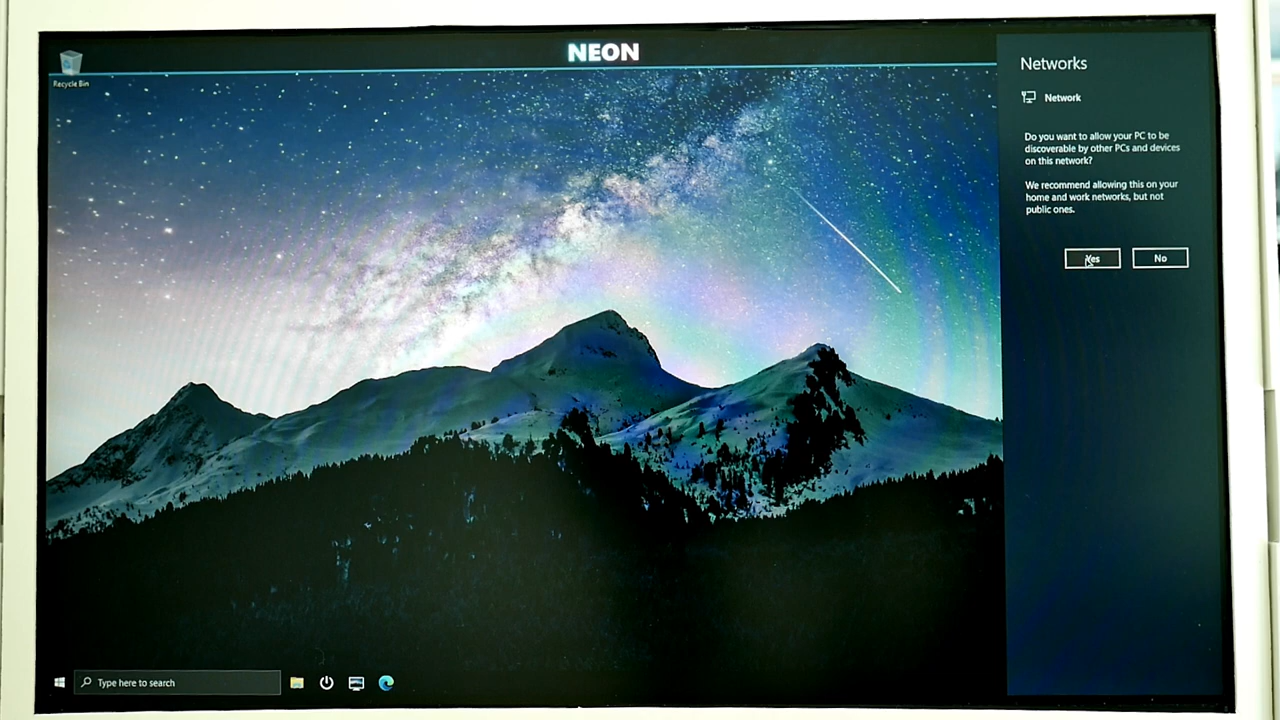 NEON
Recycle Bin
Networks
Network
Do you want to allow your PC to be
discoverable by other PCs and devices
on this network?
We recommend allowing this on your
home and work networks, but not
public ones.
Yes
No
Type here to search